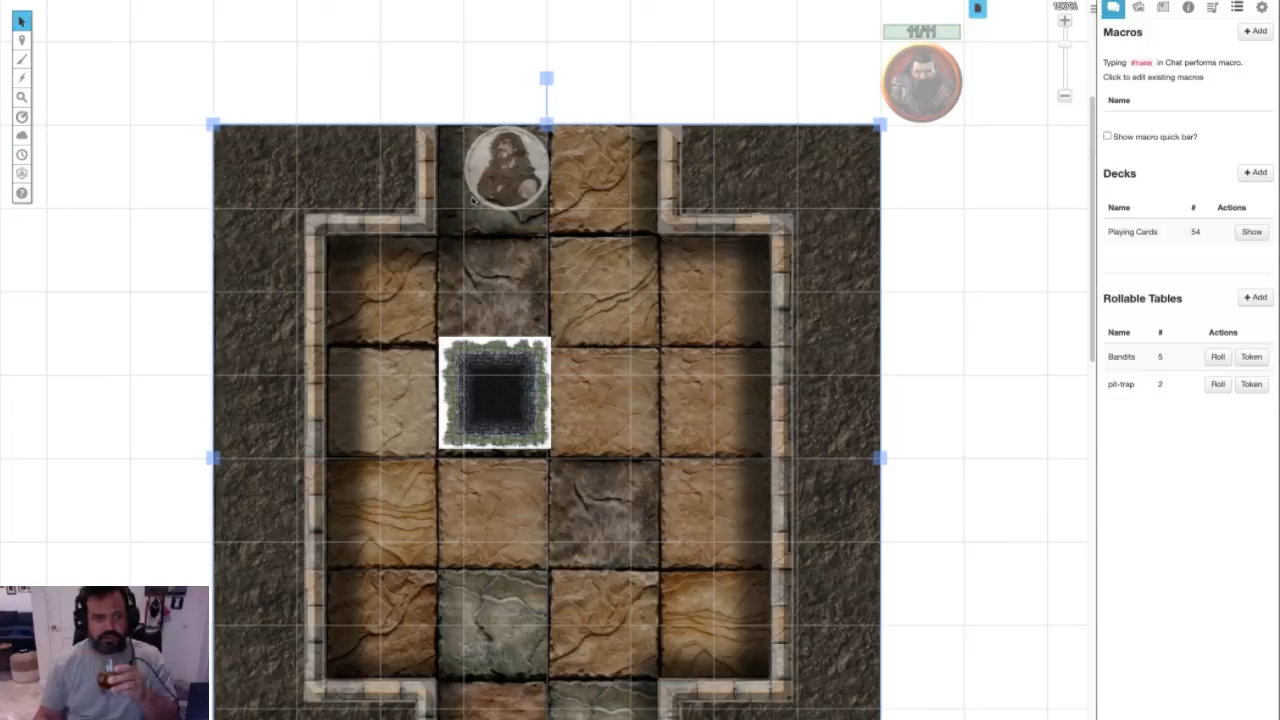 100%
11/11
Macros
+ Add
Typing #name in Chat performs macro.
Click to edit existing macros
Name
Show macro quick bar?
Decks
+ Add
Name # Actions
Playing Cards 54 Show
Rollable Tables
+ Add
Name # Actions
Bandits 5 Roll Token
pit-trap 2 Roll Token